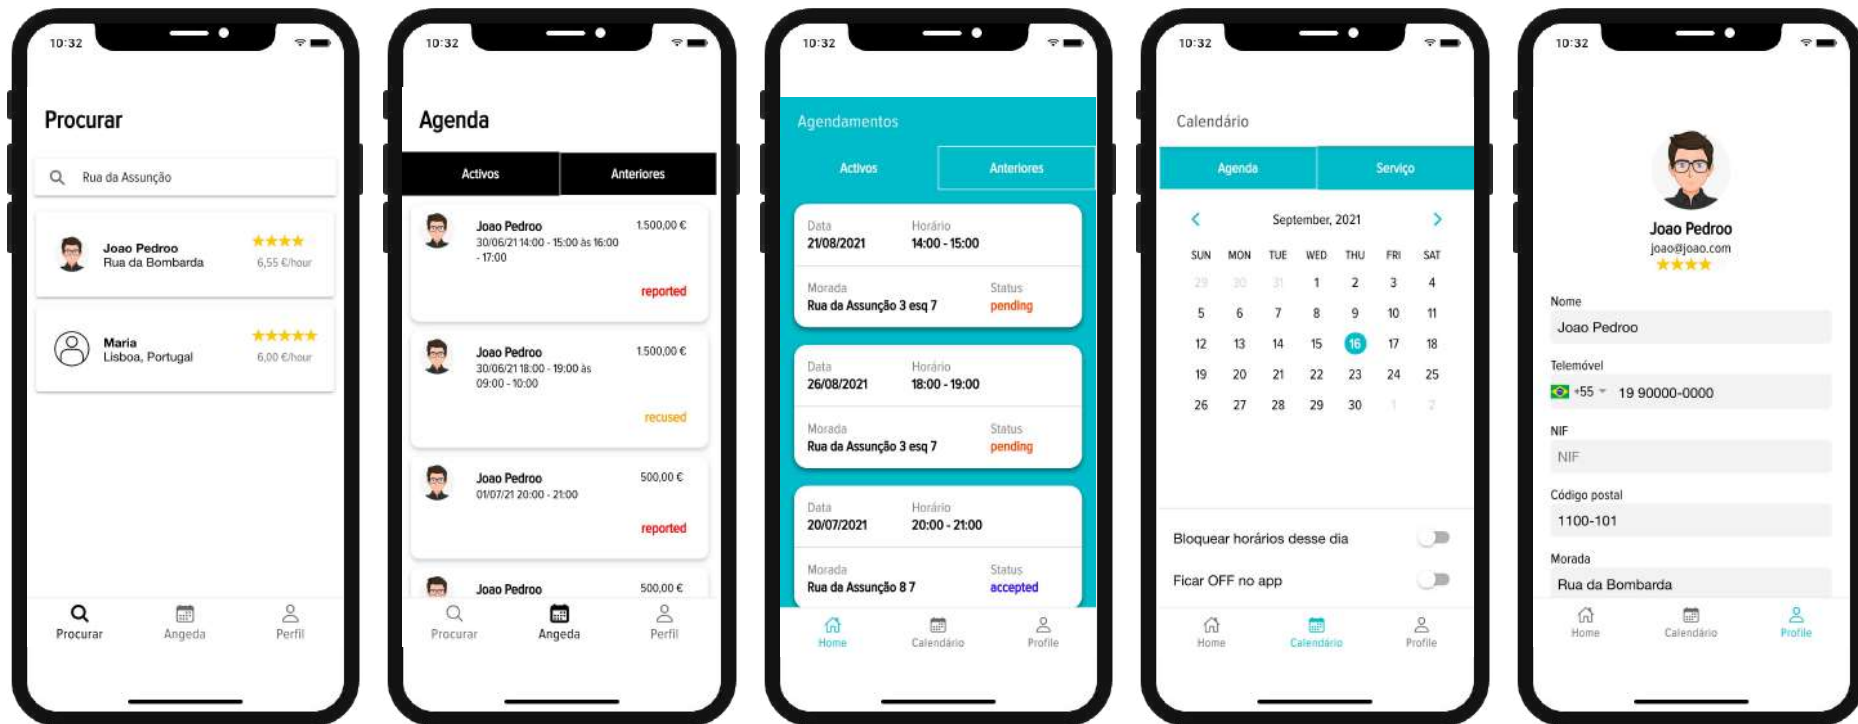 10:32
Procurar
Rua da Assunção
Joao Pedroo
Rua da Bombarda
6,55 €/hour
Maria
Lisboa, Portugal
6,00 €/hour
Procurar
Angeda
Perfil
10:32
Agenda
Activos
Anteriores
Joao Pedroo
1.500,00 €
30/06/21 14:00 - 15:00 às 16:00
- 17:00
reported
Joao Pedroo
1.500,00 €
30/06/21 18:00 - 19:00 às
09:00 - 10:00
recused
Joao Pedroo
500,00 €
01/07/21 20:00 - 21:00
reported
Joao Pedroo
500,00 €
Procurar
Angeda
Perfil
10:32
Agendamentos
Activos
Anteriores
Data Horário
21/08/2021 14:00 - 15:00
Morada Status
Rua da Assunção 3 esq 7 pending
Data Horário
26/08/2021 18:00 - 19:00
Morada Status
Rua da Assunção 3 esq 7 pending
Data Horário
20/07/2021 20:00 - 21:00
Morada Status
Rua da Assunção 8 7 accepted
Home
Calendário
Profile
10:32
Calendário
Agenda
Serviço
September, 2021
SUN MON TUE WED THU FRI SAT
29 30 31 1 2 3 4
5 6 7 8 9 10 11
12 13 14 15 16 17 18
19 20 21 22 23 24 25
26 27 28 29 30 1 2
Bloquear horários desse dia
Ficar OFF no app
Home
Calendário
Profile
10:32
Joao Pedroo
joao@joao.com
Nome
Joao Pedroo
Telemóvel
+55 19 90000-0000
NIF
NIF
Código postal
1100-101
Morada
Rua da Bombarda
Home
Calendário
Profile